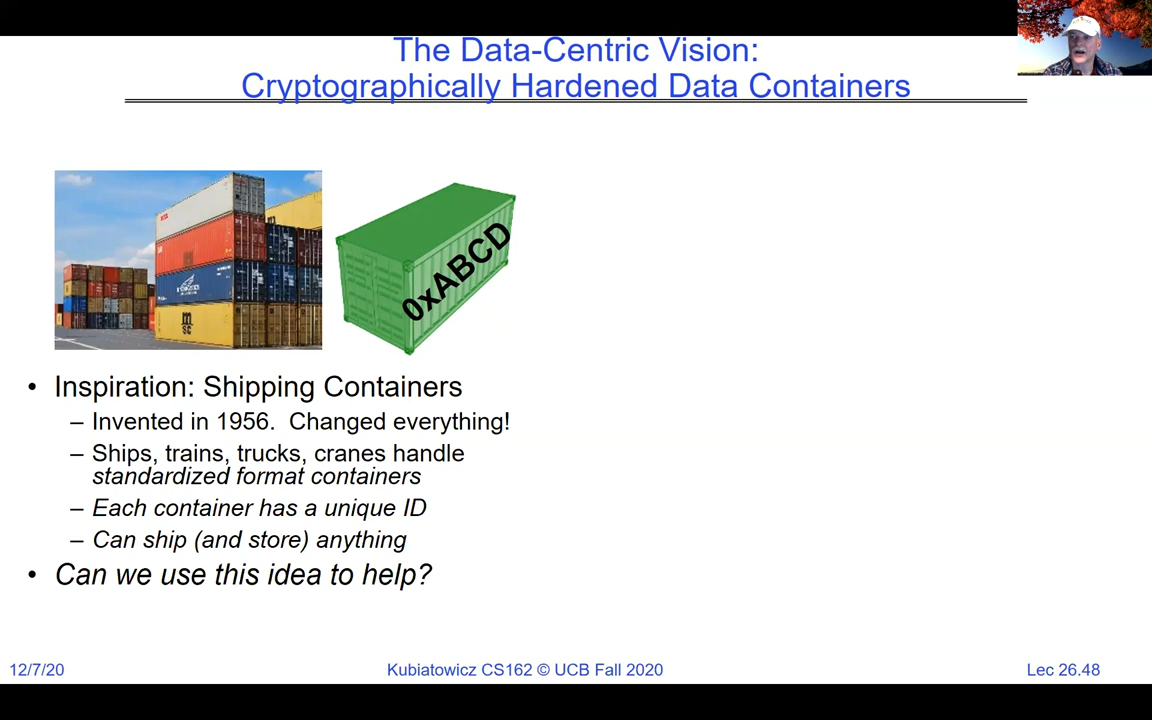 The Data-Centric Vision:
Cryptographically Hardened Data Containers
0xABCD
m
sc
• Inspiration: Shipping Containers
– Invented in 1956.  Changed everything!
– Ships, trains, trucks, cranes handle
standardized format containers
– Each container has a unique ID
– Can ship (and store) anything
• Can we use this idea to help?
12/7/20
Kubiatowicz CS162 © UCB Fall 2020
Lec 26.48